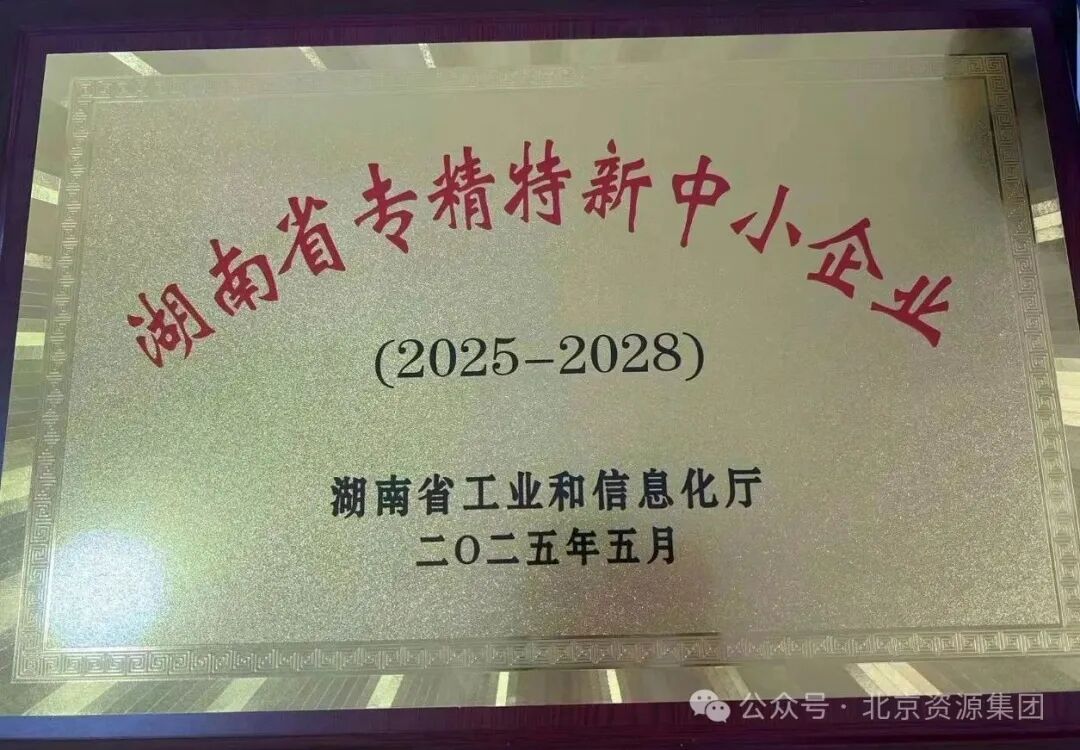 湖南省专精特新中小企业
(2025-2028)
湖南省工业和信息化厅
二O二五年五月
公众号·北京资源集团